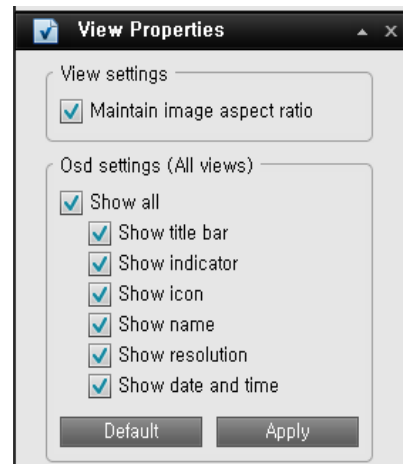 View Properties
View settings
Maintain image aspect ratio
Osd settings (All views)
Show all
Show title bar
Show indicator
Show icon
Show name
Show resolution
Show date and time
Default Apply